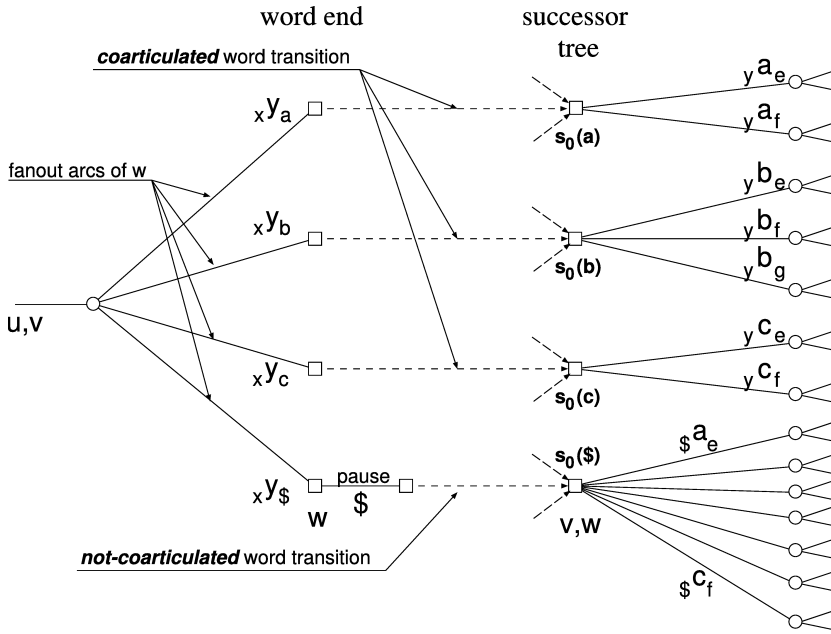 word end
successor
tree
coarticulated word transition
fanout arcs of w
u,v
xya
xyb
xyc
xy$
pause
$
w
not-coarticulated word transition
s0(a)
s0(b)
s0(c)
s0($)
v,w
yae
yaf
ybe
ybf
ybg
yce
ycf
$ae
$cf